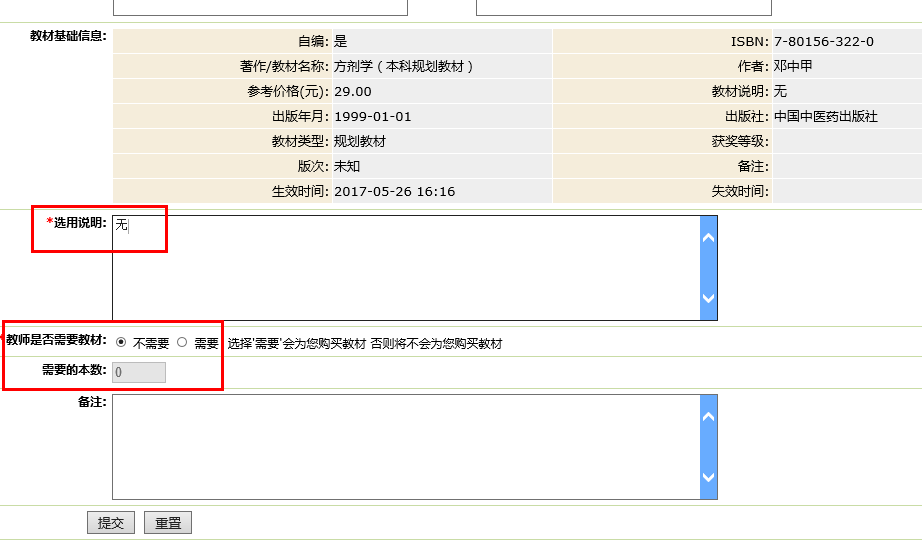 教材基础信息: 自编: 是 ISBN: 7-80156-322-0
著作/教材名称: 方剂学（本科规划教材） 作者: 邓中甲
参考价格(元): 29.00 教材说明: 无
出版年月: 1999-01-01 出版社: 中国中医药出版社
教材类型: 规划教材 获奖等级:
版次: 未知 备注:
生效时间: 2017-05-26 16:16 失效时间:
*选用说明: 无
*教师是否需要教材: 不需要 需要 选择'需要'会为您购买教材 否则将不会为您购买教材
需要的本数: 0
备注:
提交 重置